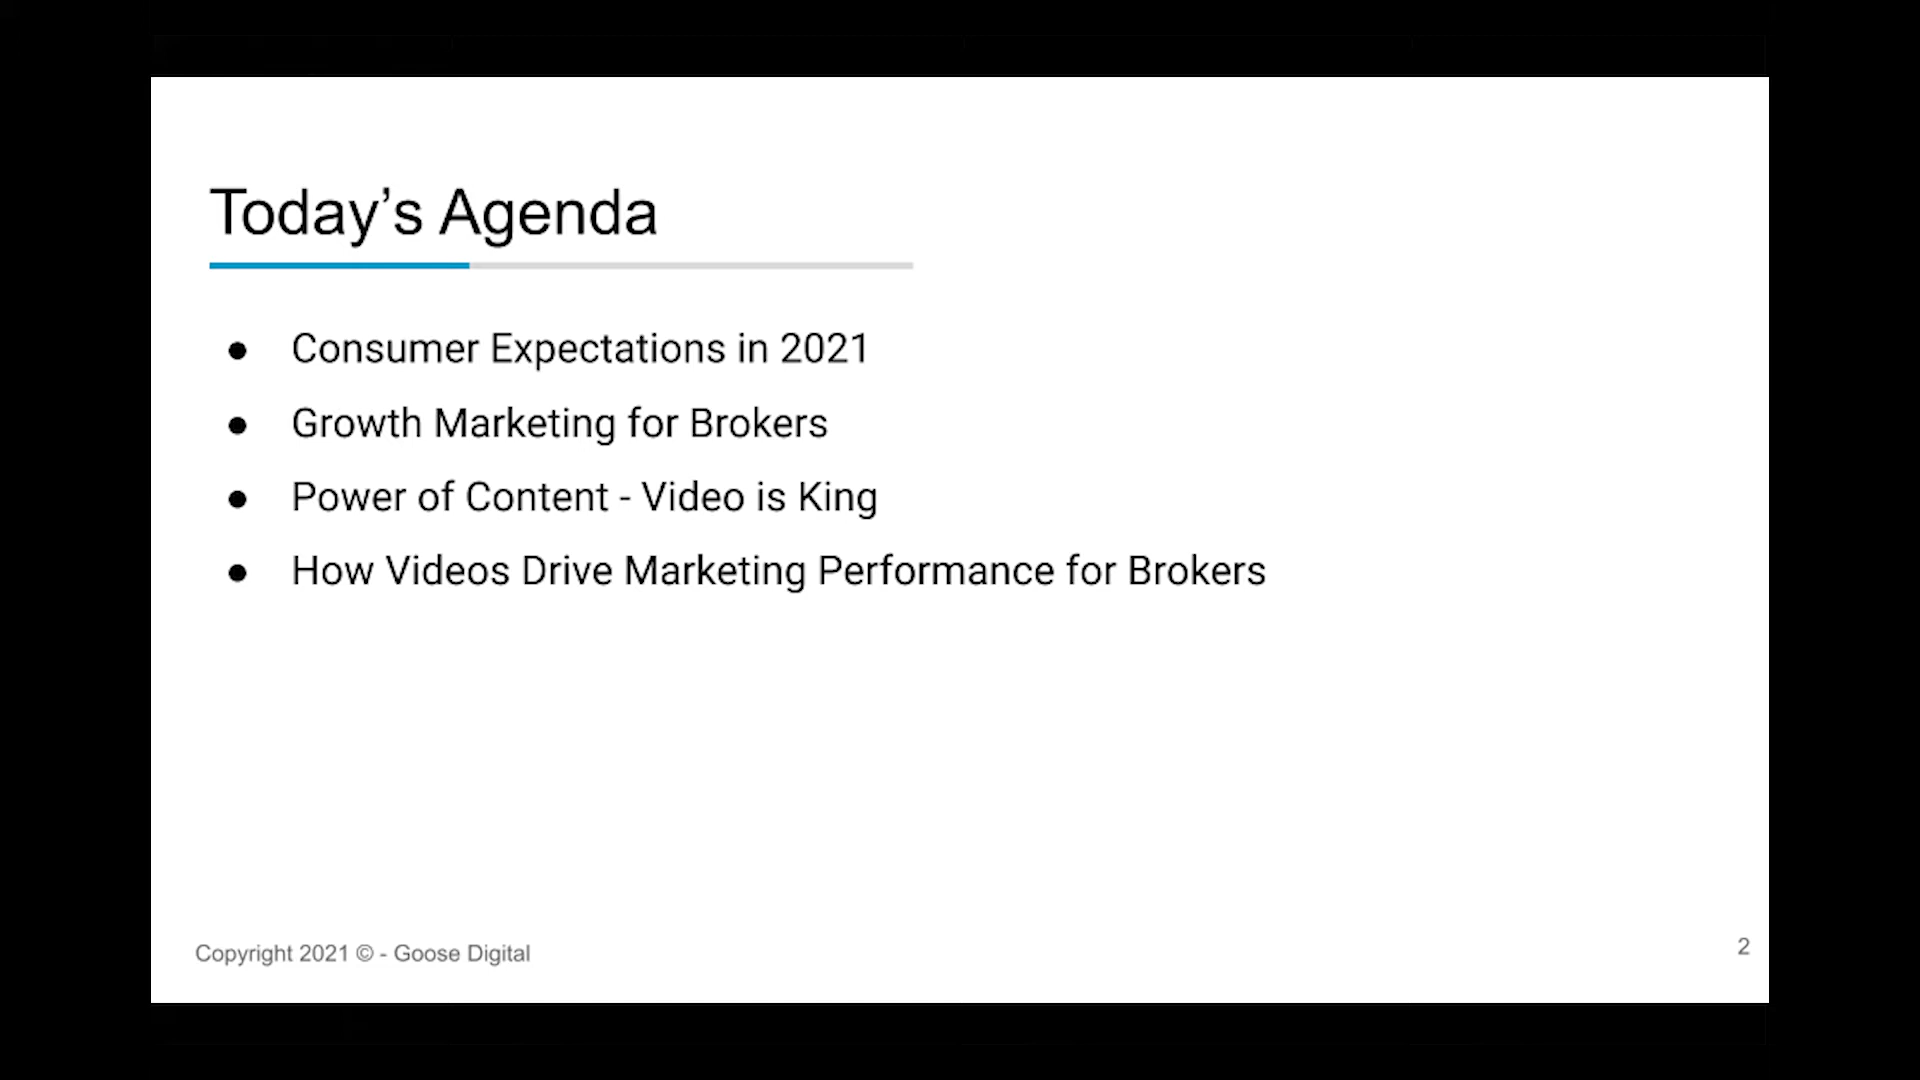 Today’s Agenda
● Consumer Expectations in 2021
● Growth Marketing for Brokers
● Power of Content - Video is King
● How Videos Drive Marketing Performance for Brokers
Copyright 2021 © - Goose Digital
2